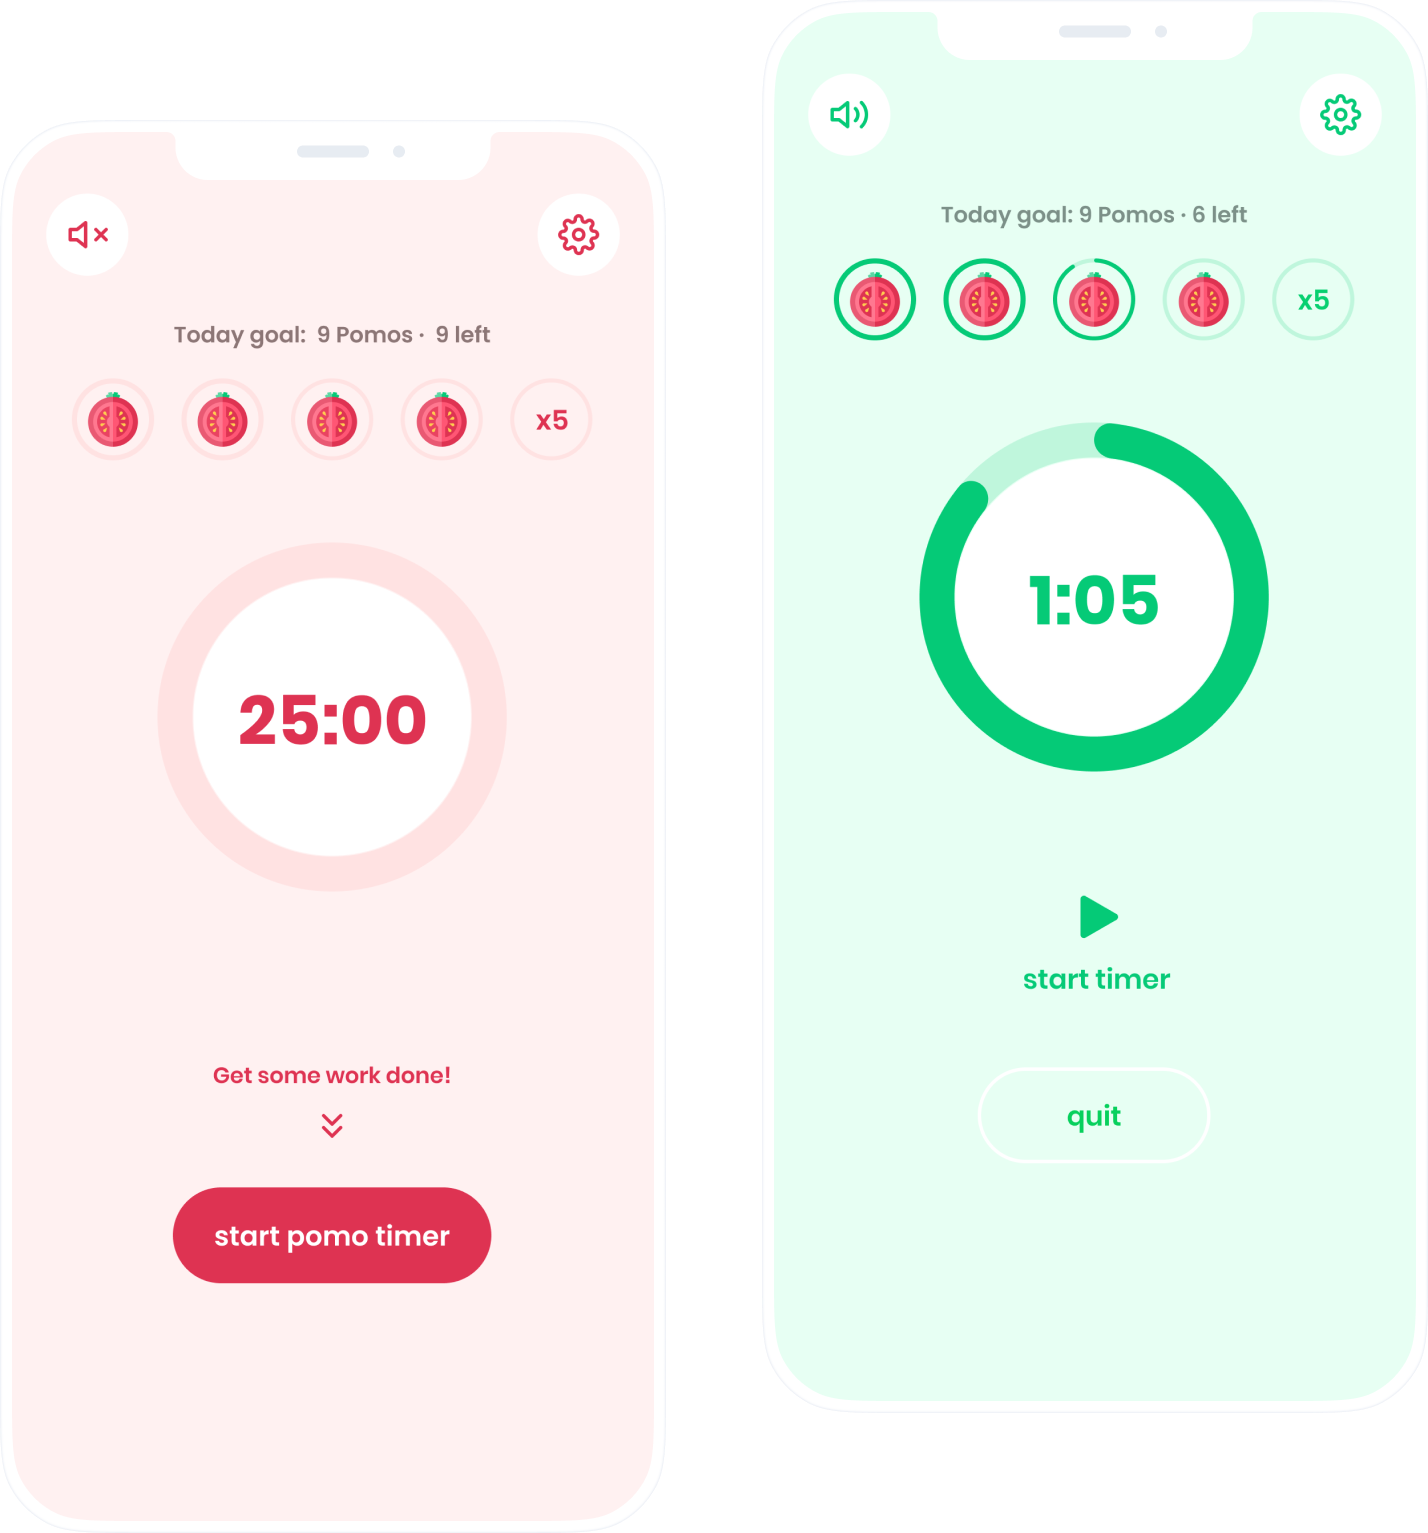 Today goal: 9 Pomos · 9 left
x5
25:00
Get some work done!
start pomo timer
Today goal: 9 Pomos · 6 left
x5
1:05
start timer
quit